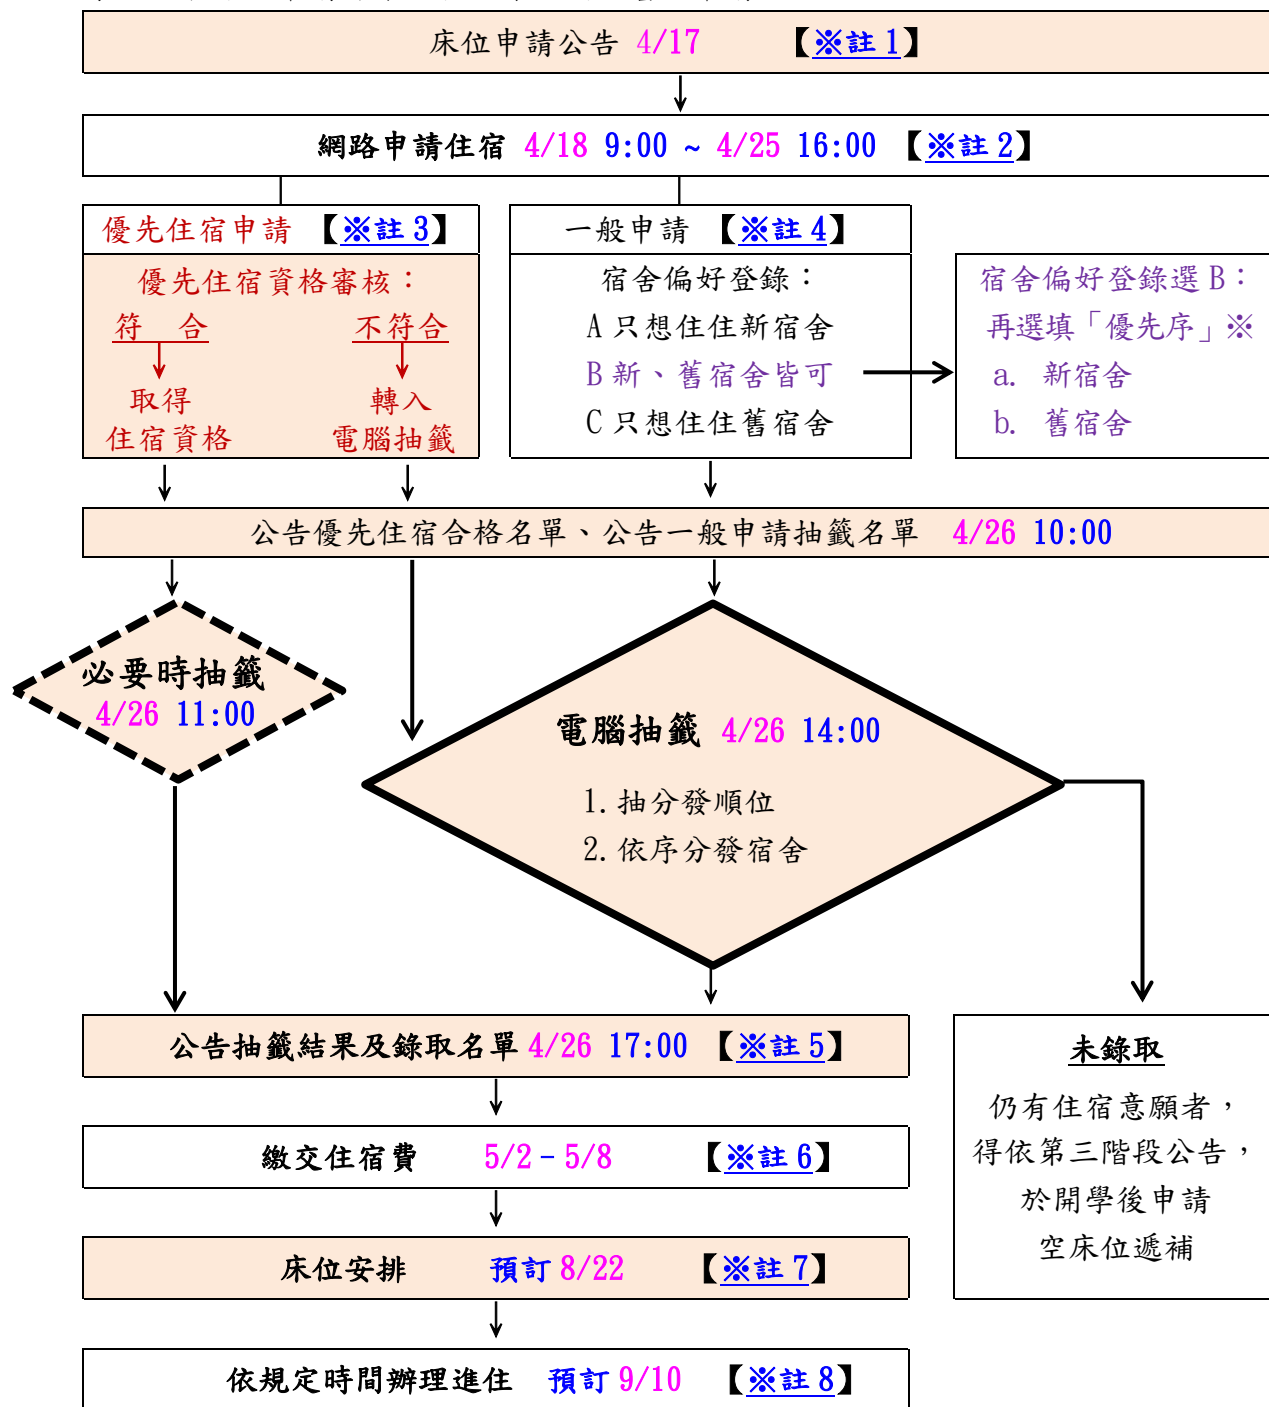 床位申請公告 4/17 【※註 1】
網路申請住宿 4/18 9:00 ~ 4/25 16:00 【※註 2】
優先住宿申請 【※註 3】
優先住宿資格審核：
符 合 不符合
取得 轉入
住宿資格 電腦抽籤
一般申請 【※註 4】
宿舍偏好登錄：
A 只想住住新宿舍
B 新、舊宿舍皆可
C 只想住住舊宿舍
宿舍偏好登錄選 B：
再選填「優先序」※
a. 新宿舍
b. 舊宿舍
公告優先住宿合格名單、公告一般申請抽籤名單 4/26 10:00
必要時抽籤
4/26 11:00
電腦抽籤 4/26 14:00
1. 抽分發順位
2. 依序分發宿舍
公告抽籤結果及錄取名單 4/26 17:00 【※註 5】
繳交住宿費 5/2－5/8 【※註 6】
床位安排 預訂 8/22 【※註 7】
依規定時間辦理進住 預訂 9/10 【※註 8】
未錄取
仍有住宿意願者，
得依第三階段公告，
於開學後申請
空床位遞補